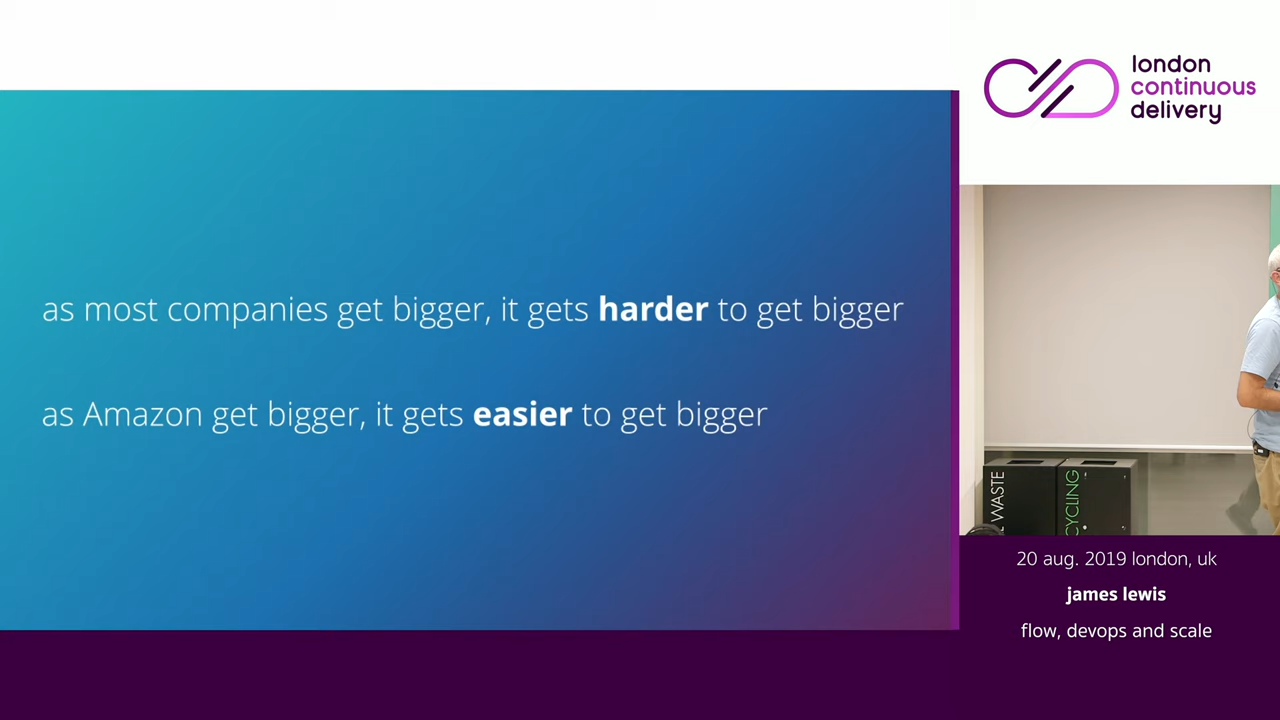 as most companies get bigger, it gets harder to get bigger
as Amazon get bigger, it gets easier to get bigger
london
continuous
delivery
WASTE
CYCLING
20 aug. 2019 london, uk
james lewis
flow, devops and scale